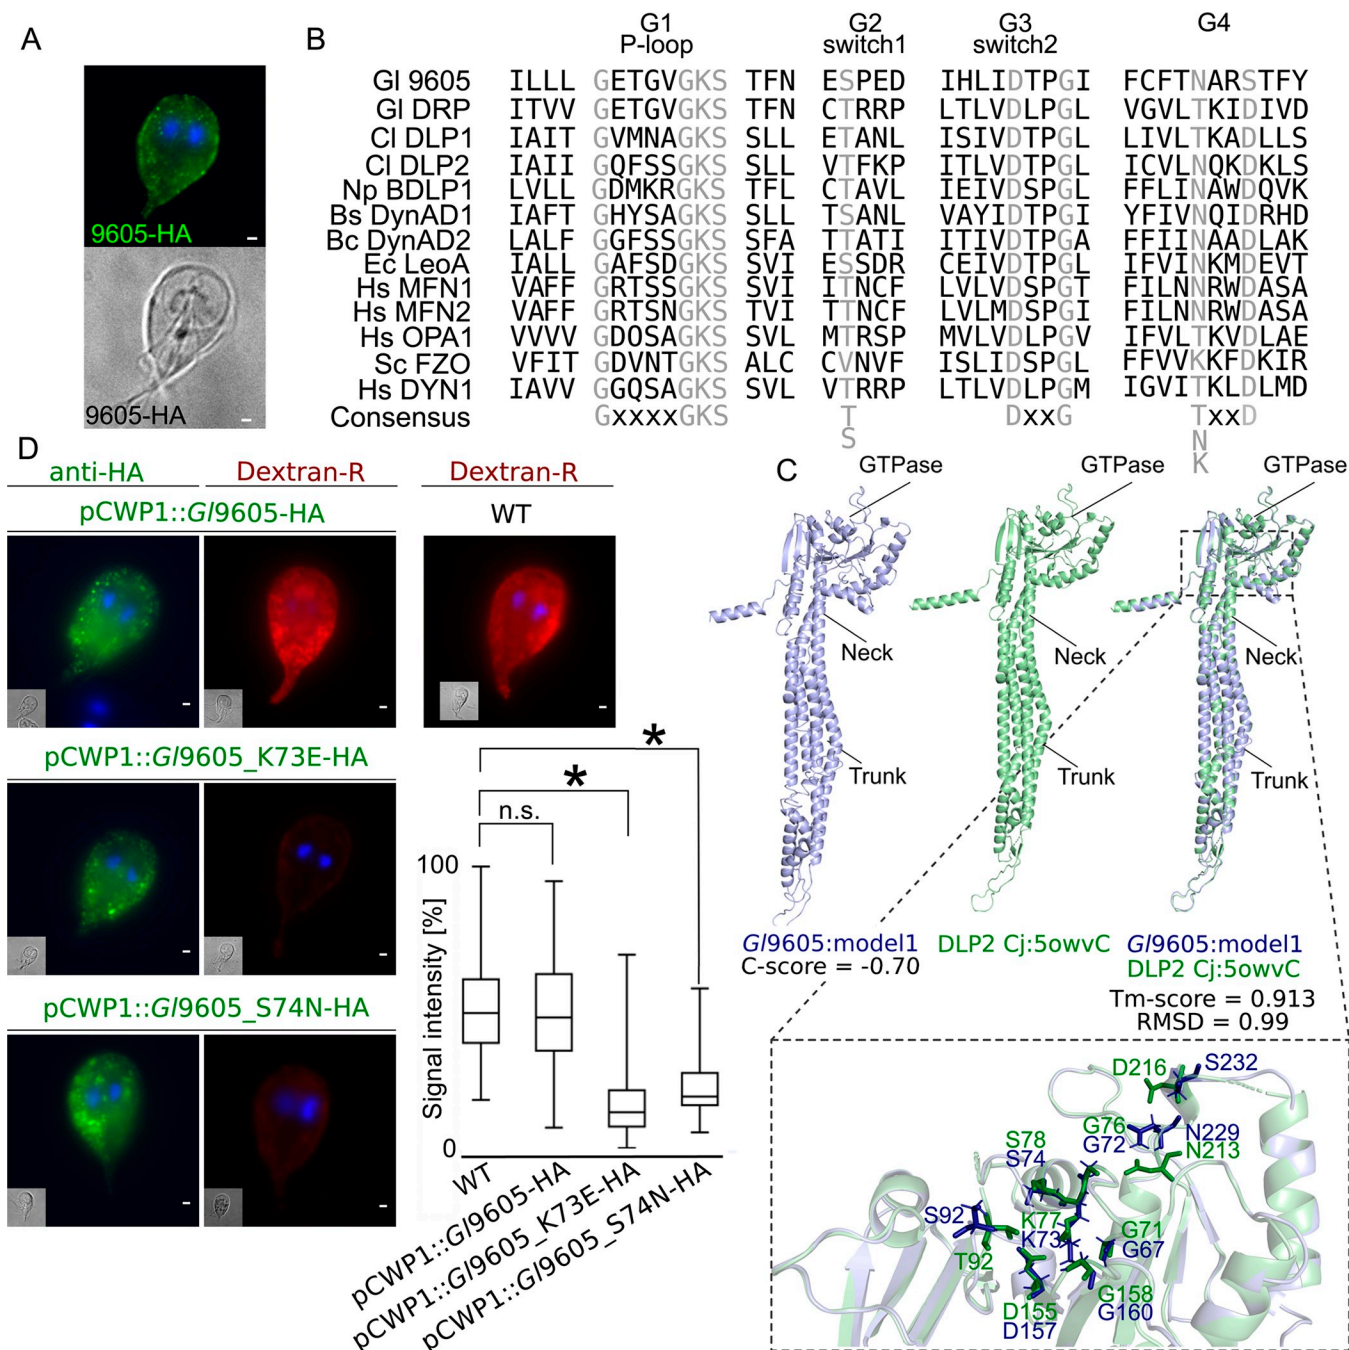 A
9605-HA
9605-HA
B
G1 G2 G3 G4
P-loop switch1 switch2
Gl 9605 ILLL GETGVGKS TFN ESPED IHLIDTPGI FCFTNARSTFY
Gl DRP ITVV GETGVGKS TFN CTRRP LTLVDLPGL VGVLTKIDIVD
Cl DLP1 IAIT GVMNAGKS SLL ETANL ISIVDTPGL LIVLTKADLLS
Cl DLP2 IAII GQFSSGKS SLL VTFKP ITLVDTPGL ICVLNQKDKLS
Np BDLP1 LVLL GDMKRGKS TFL CTAVL IEIVDSPGL FFLINAWDQVK
Bs DynAD1 IAFT GHYSAGKS SLL TSANL VAYIDTPGI YFIVNQIDRHD
Bc DynAD2 LALF GGFSSGKS SFA TTATI ITIVDTPGA FFIINAADLAK
Ec LeoA IALL GAFSDGKS SVI ESSDR CEIVDTPGL IFVINKMDEVT
Hs MFN1 VAFF GRTSSGKS SVI ITNCF LVLVDSPGT FILNNRWDASA
Hs MFN2 VAFF GRTSNGKS TVI TTNCF LVLMDSPGI FILNNRWDASA
Hs OPA1 VVVV GDQSAGKS SVL MTRSP MVLVDLPGV IFVLTKVDLAE
Sc FZO VFIT GDVNTGKS ALC CVNVF ISLIDSPGL FFVVKKFDKIR
Hs DYN1 IAVV GGQSAGKS SVL VTRRP LTLVDLPGM IGVITKLDLMD
Consensus GxxxxGKS T DxxG TxxD
S N
K
C
GTPase GTPase GTPase
Neck Neck Neck
Trunk Trunk Trunk
Gl9605:model1 DLP2 Cj:5owvC Gl9605:model1
C-score = -0.70 DLP2 Cj:5owvC
Tm-score = 0.913
RMSD = 0.99
D216 S232
G76 N229
G72 N213
S78
S74
S92 K77 G71
K73 G67
T92
D155 G158
D157 G160
D
anti-HA Dextran-R Dextran-R
pCWP1::Gl9605-HA WT
pCWP1::Gl9605_K73E-HA
pCWP1::Gl9605_S74N-HA
*
*
n.s.
100
Signal intensity [%]
0
WT
pCWP1::Gl9605-HA
pCWP1::Gl9605_K73E-HA
pCWP1::Gl9605_S74N-HA